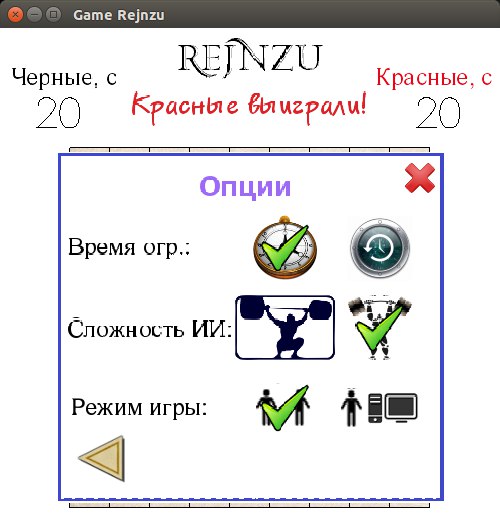 Game Rejnzu
REJNZU
Черные, с
Красные, с
20
20
Красные выиграли!
Опции
Время огр.:
Сложность ИИ:
Режим игры: